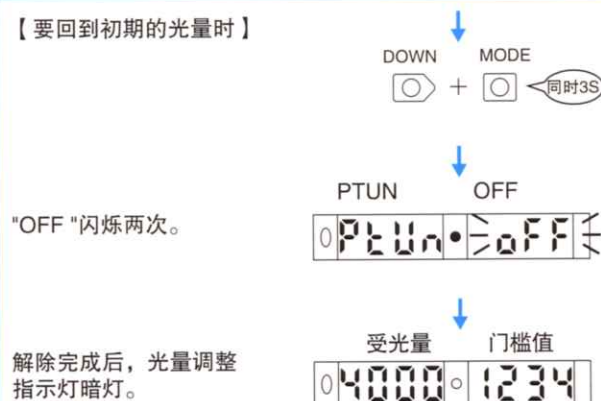 【要回到初期的光量时】
DOWN MODE
+ 同时3S
PTUN OFF
"OFF "闪烁两次。
PtUn oFF
受光量 门槛值
解除完成后，光量调整
指示灯暗灯。
4000 1234